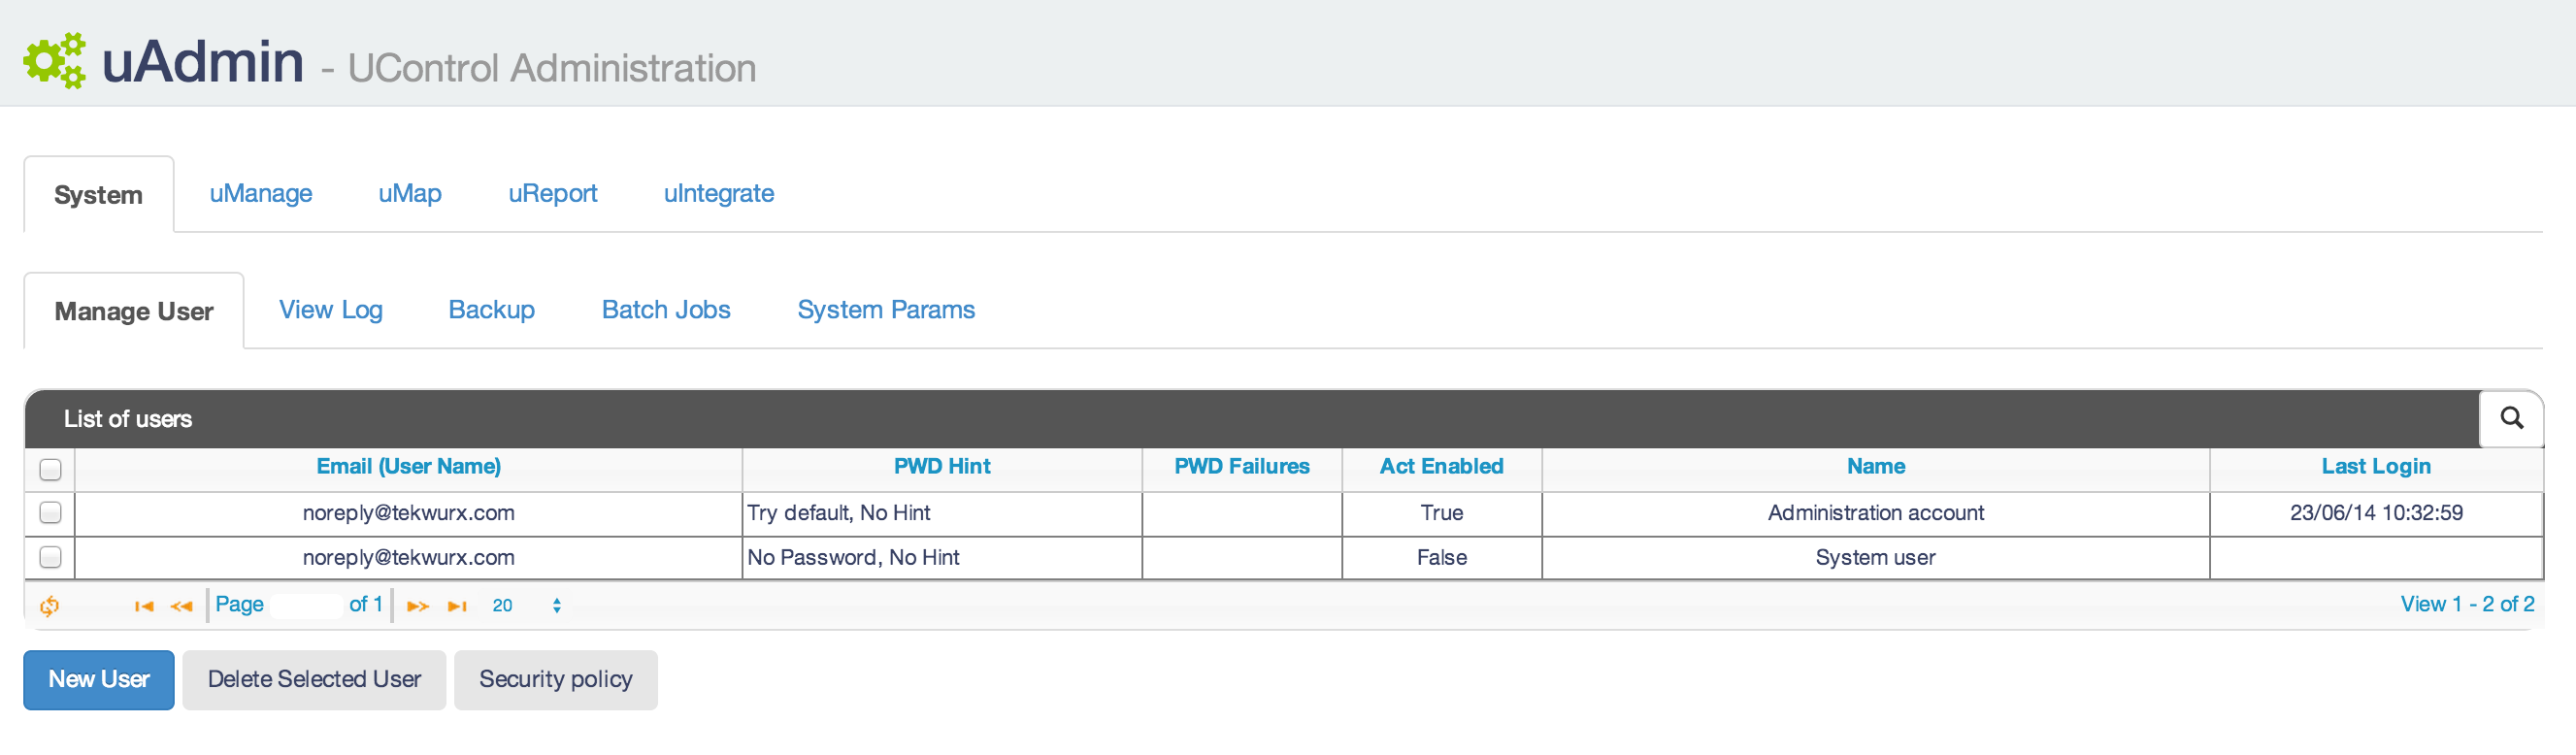 uAdmin - UControl Administration
System uManage uMap uReport uIntegrate
Manage User View Log Backup Batch Jobs System Params
List of users
Email (User Name) PWD Hint PWD Failures Act Enabled Name Last Login
noreply@tekwurx.com Try default, No Hint True Administration account 23/06/14 10:32:59
noreply@tekwurx.com No Password, No Hint False System user
Page of 1 20 View 1 - 2 of 2
New User Delete Selected User Security policy